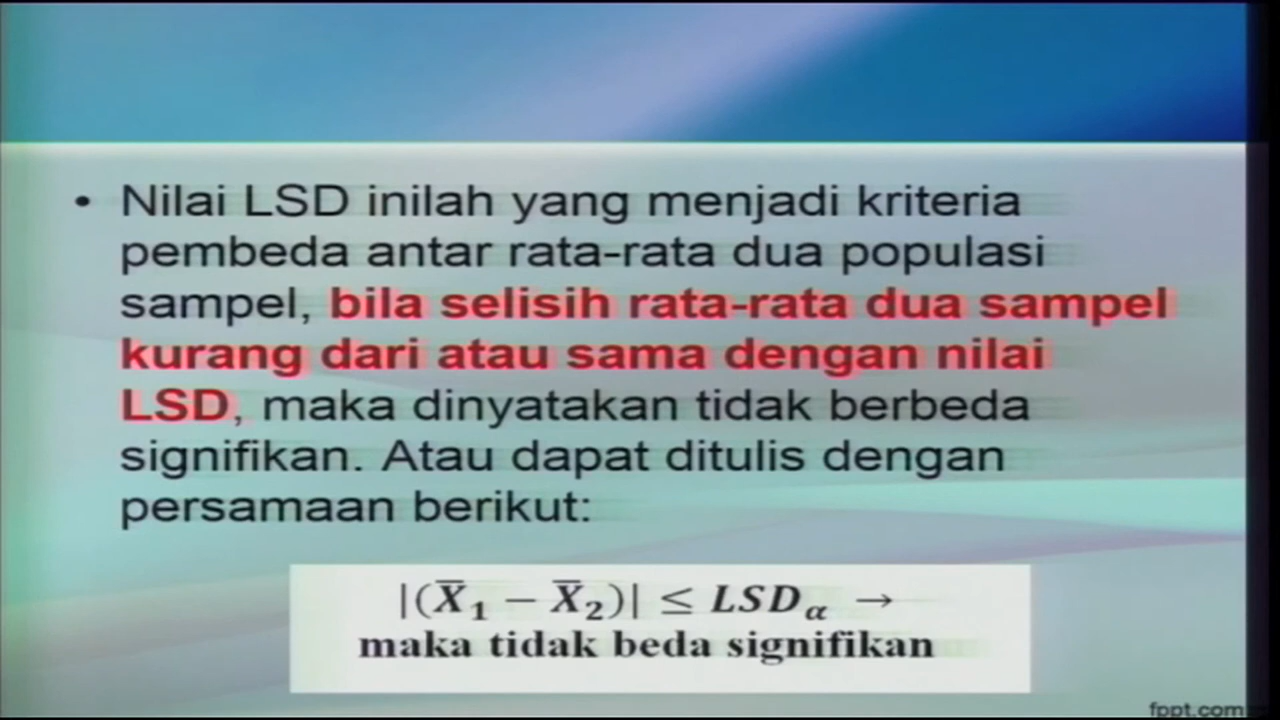 • Nilai LSD inilah yang menjadi kriteria
pembeda antar rata-rata dua populasi
sampel, bila selisih rata-rata dua sampel
kurang dari atau sama dengan nilai
LSD, maka dinyatakan tidak berbeda
signifikan. Atau dapat ditulis dengan
persamaan berikut:
|(X̅₁ − X̅₂)| ≤ LSDα →
maka tidak beda signifikan
fppt.com